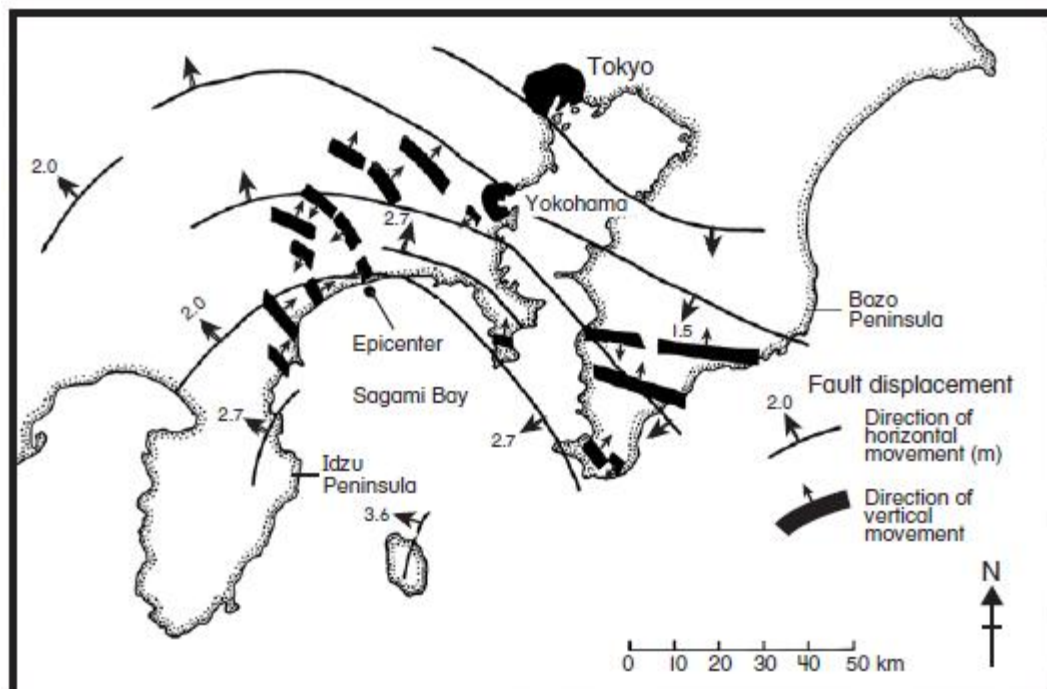 Tokyo
2.0
Yokohama
2.7
2.0
Epicenter
Bozo
Peninsula
1.5
Sagami Bay
Fault displacement
2.0
Direction of
horizontal
movement (m)
2.7
2.7
Idzu
Peninsula
Direction of
vertical
movement
3.6
N
0 10 20 30 40 50 km